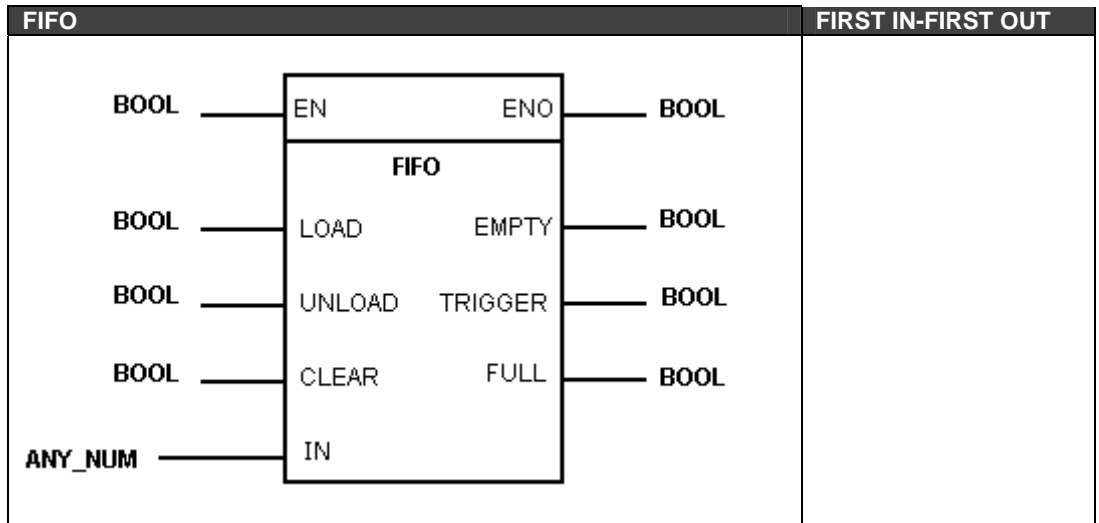 FIFO FIRST IN-FIRST OUT
BOOL EN ENO BOOL
FIFO
BOOL LOAD EMPTY BOOL
BOOL UNLOAD TRIGGER BOOL
BOOL CLEAR FULL BOOL
ANY_NUM IN